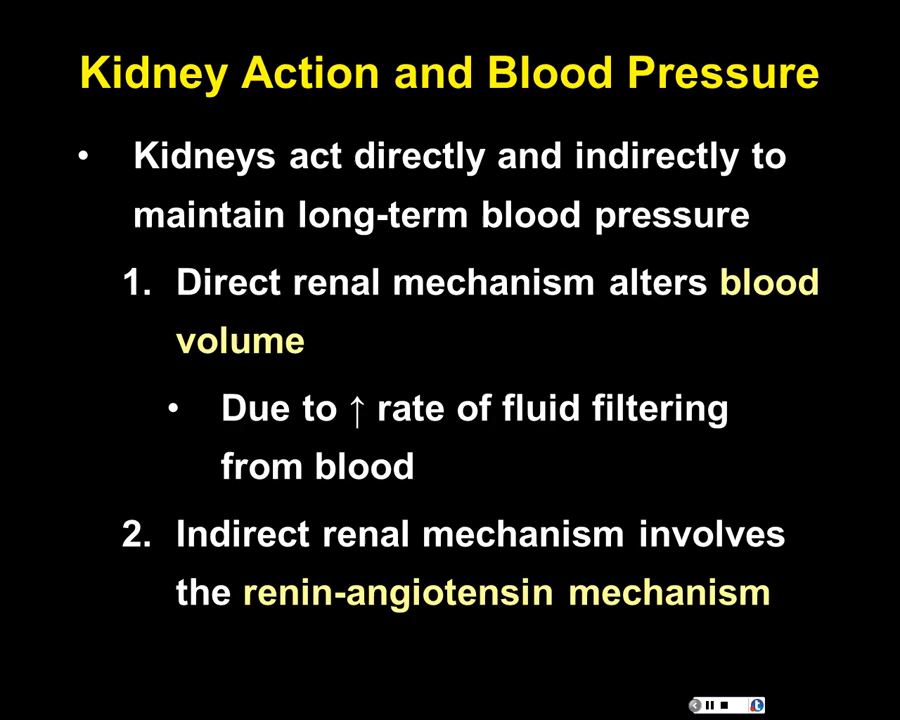 Kidney Action and Blood Pressure
• Kidneys act directly and indirectly to
maintain long-term blood pressure
1. Direct renal mechanism alters blood
volume
• Due to ↑ rate of fluid filtering
from blood
2. Indirect renal mechanism involves
the renin-angiotensin mechanism